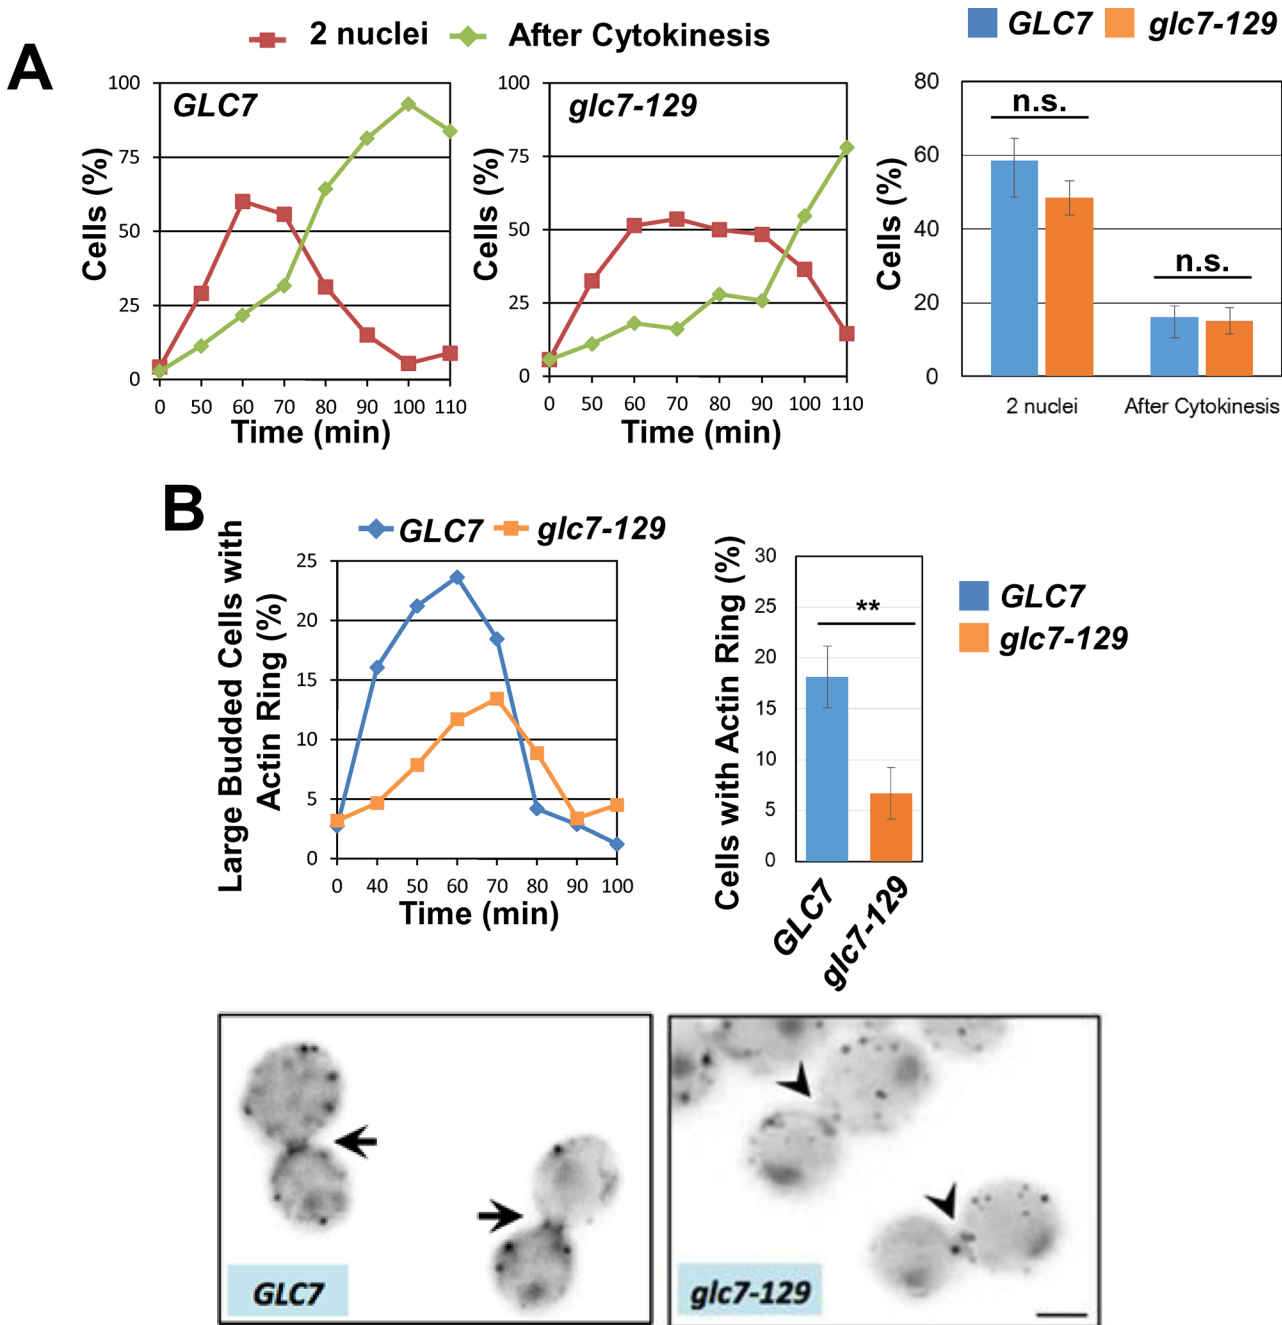 A
2 nuclei After Cytokinesis
GLC7 glc7-129
100
75
50
25
0
Cells (%)
GLC7
0 50 60 70 80 90 100 110
Time (min)
100
75
50
25
0
Cells (%)
glc7-129
0 50 60 70 80 90 100 110
Time (min)
80
60
40
20
0
Cells (%)
n.s.
n.s.
2 nuclei After Cytokinesis
B
GLC7 glc7-129
Large Budded Cells with
Actin Ring (%)
25
20
15
10
5
0
0 40 50 60 70 80 90 100
Time (min)
Cells with Actin Ring (%)
30
25
20
15
10
5
0
**
GLC7
glc7-129
GLC7
glc7-129
GLC7
glc7-129